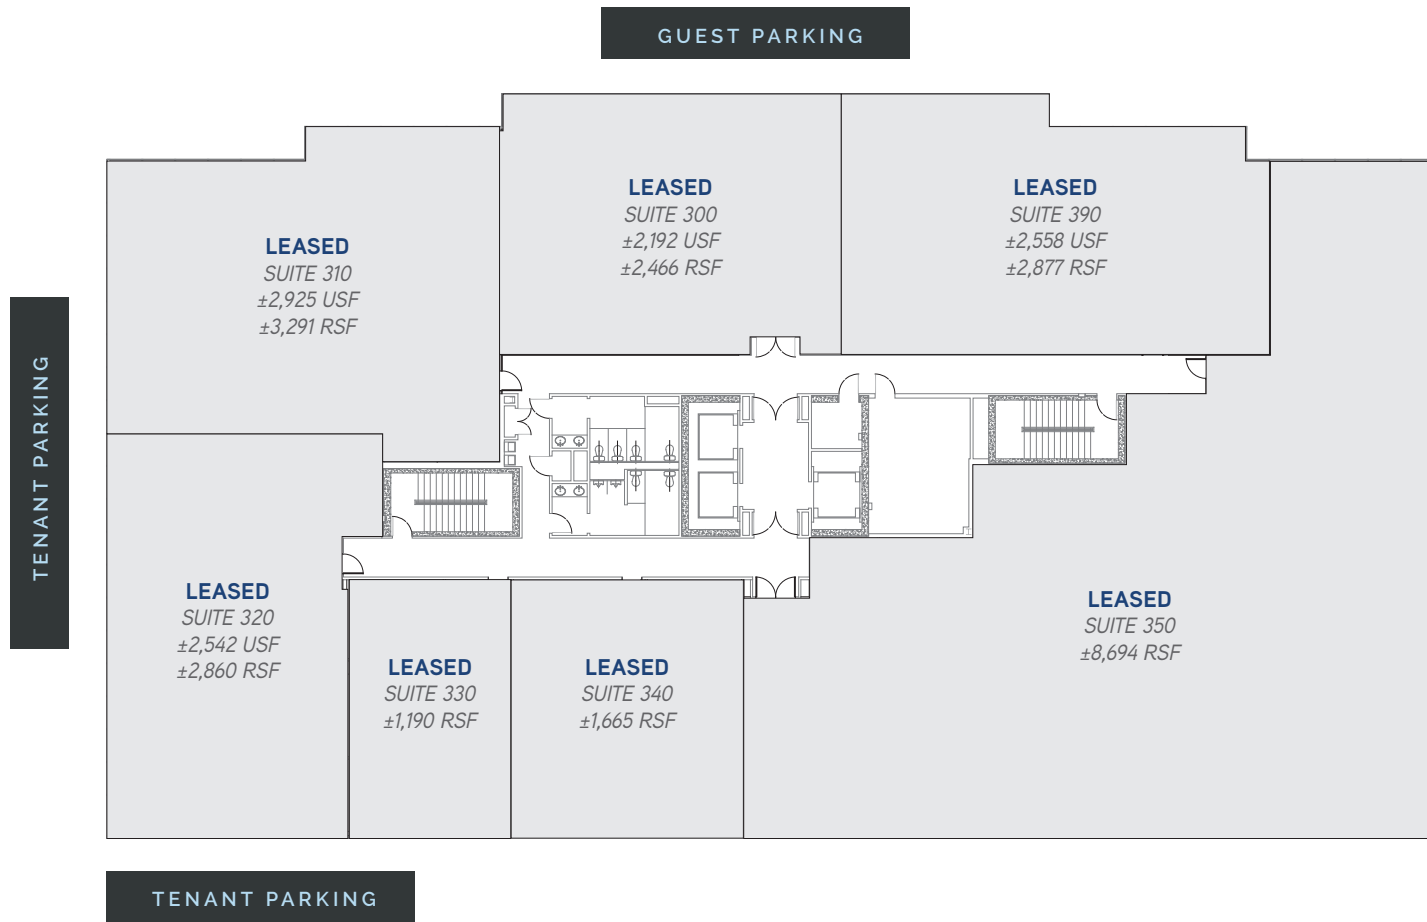 GUEST PARKING
LEASED
SUITE 300
±2,192 USF
±2,466 RSF
LEASED
SUITE 390
±2,558 USF
±2,877 RSF
LEASED
SUITE 310
±2,925 USF
±3,291 RSF
TENANT PARKING
LEASED
SUITE 320
±2,542 USF
±2,860 RSF
LEASED
SUITE 330
±1,190 RSF
LEASED
SUITE 340
±1,665 RSF
LEASED
SUITE 350
±8,694 RSF
TENANT PARKING